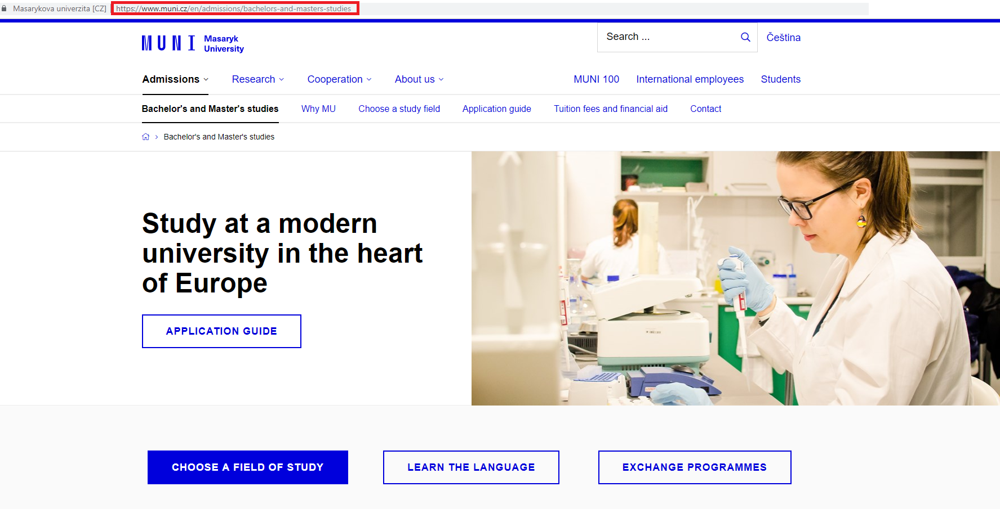 Masarykova univerzita [CZ] https://www.muni.cz/en/admissions/bachelors-and-masters-studies
MUNI Masaryk
University
Search ...
Čeština
Admissions Research Cooperation About us MUNI 100 International employees Students
Bachelor's and Master's studies Why MU Choose a study field Application guide Tuition fees and financial aid Contact
Bachelor's and Master's studies
Study at a modern
university in the heart
of Europe
APPLICATION GUIDE
CHOOSE A FIELD OF STUDY LEARN THE LANGUAGE EXCHANGE PROGRAMMES